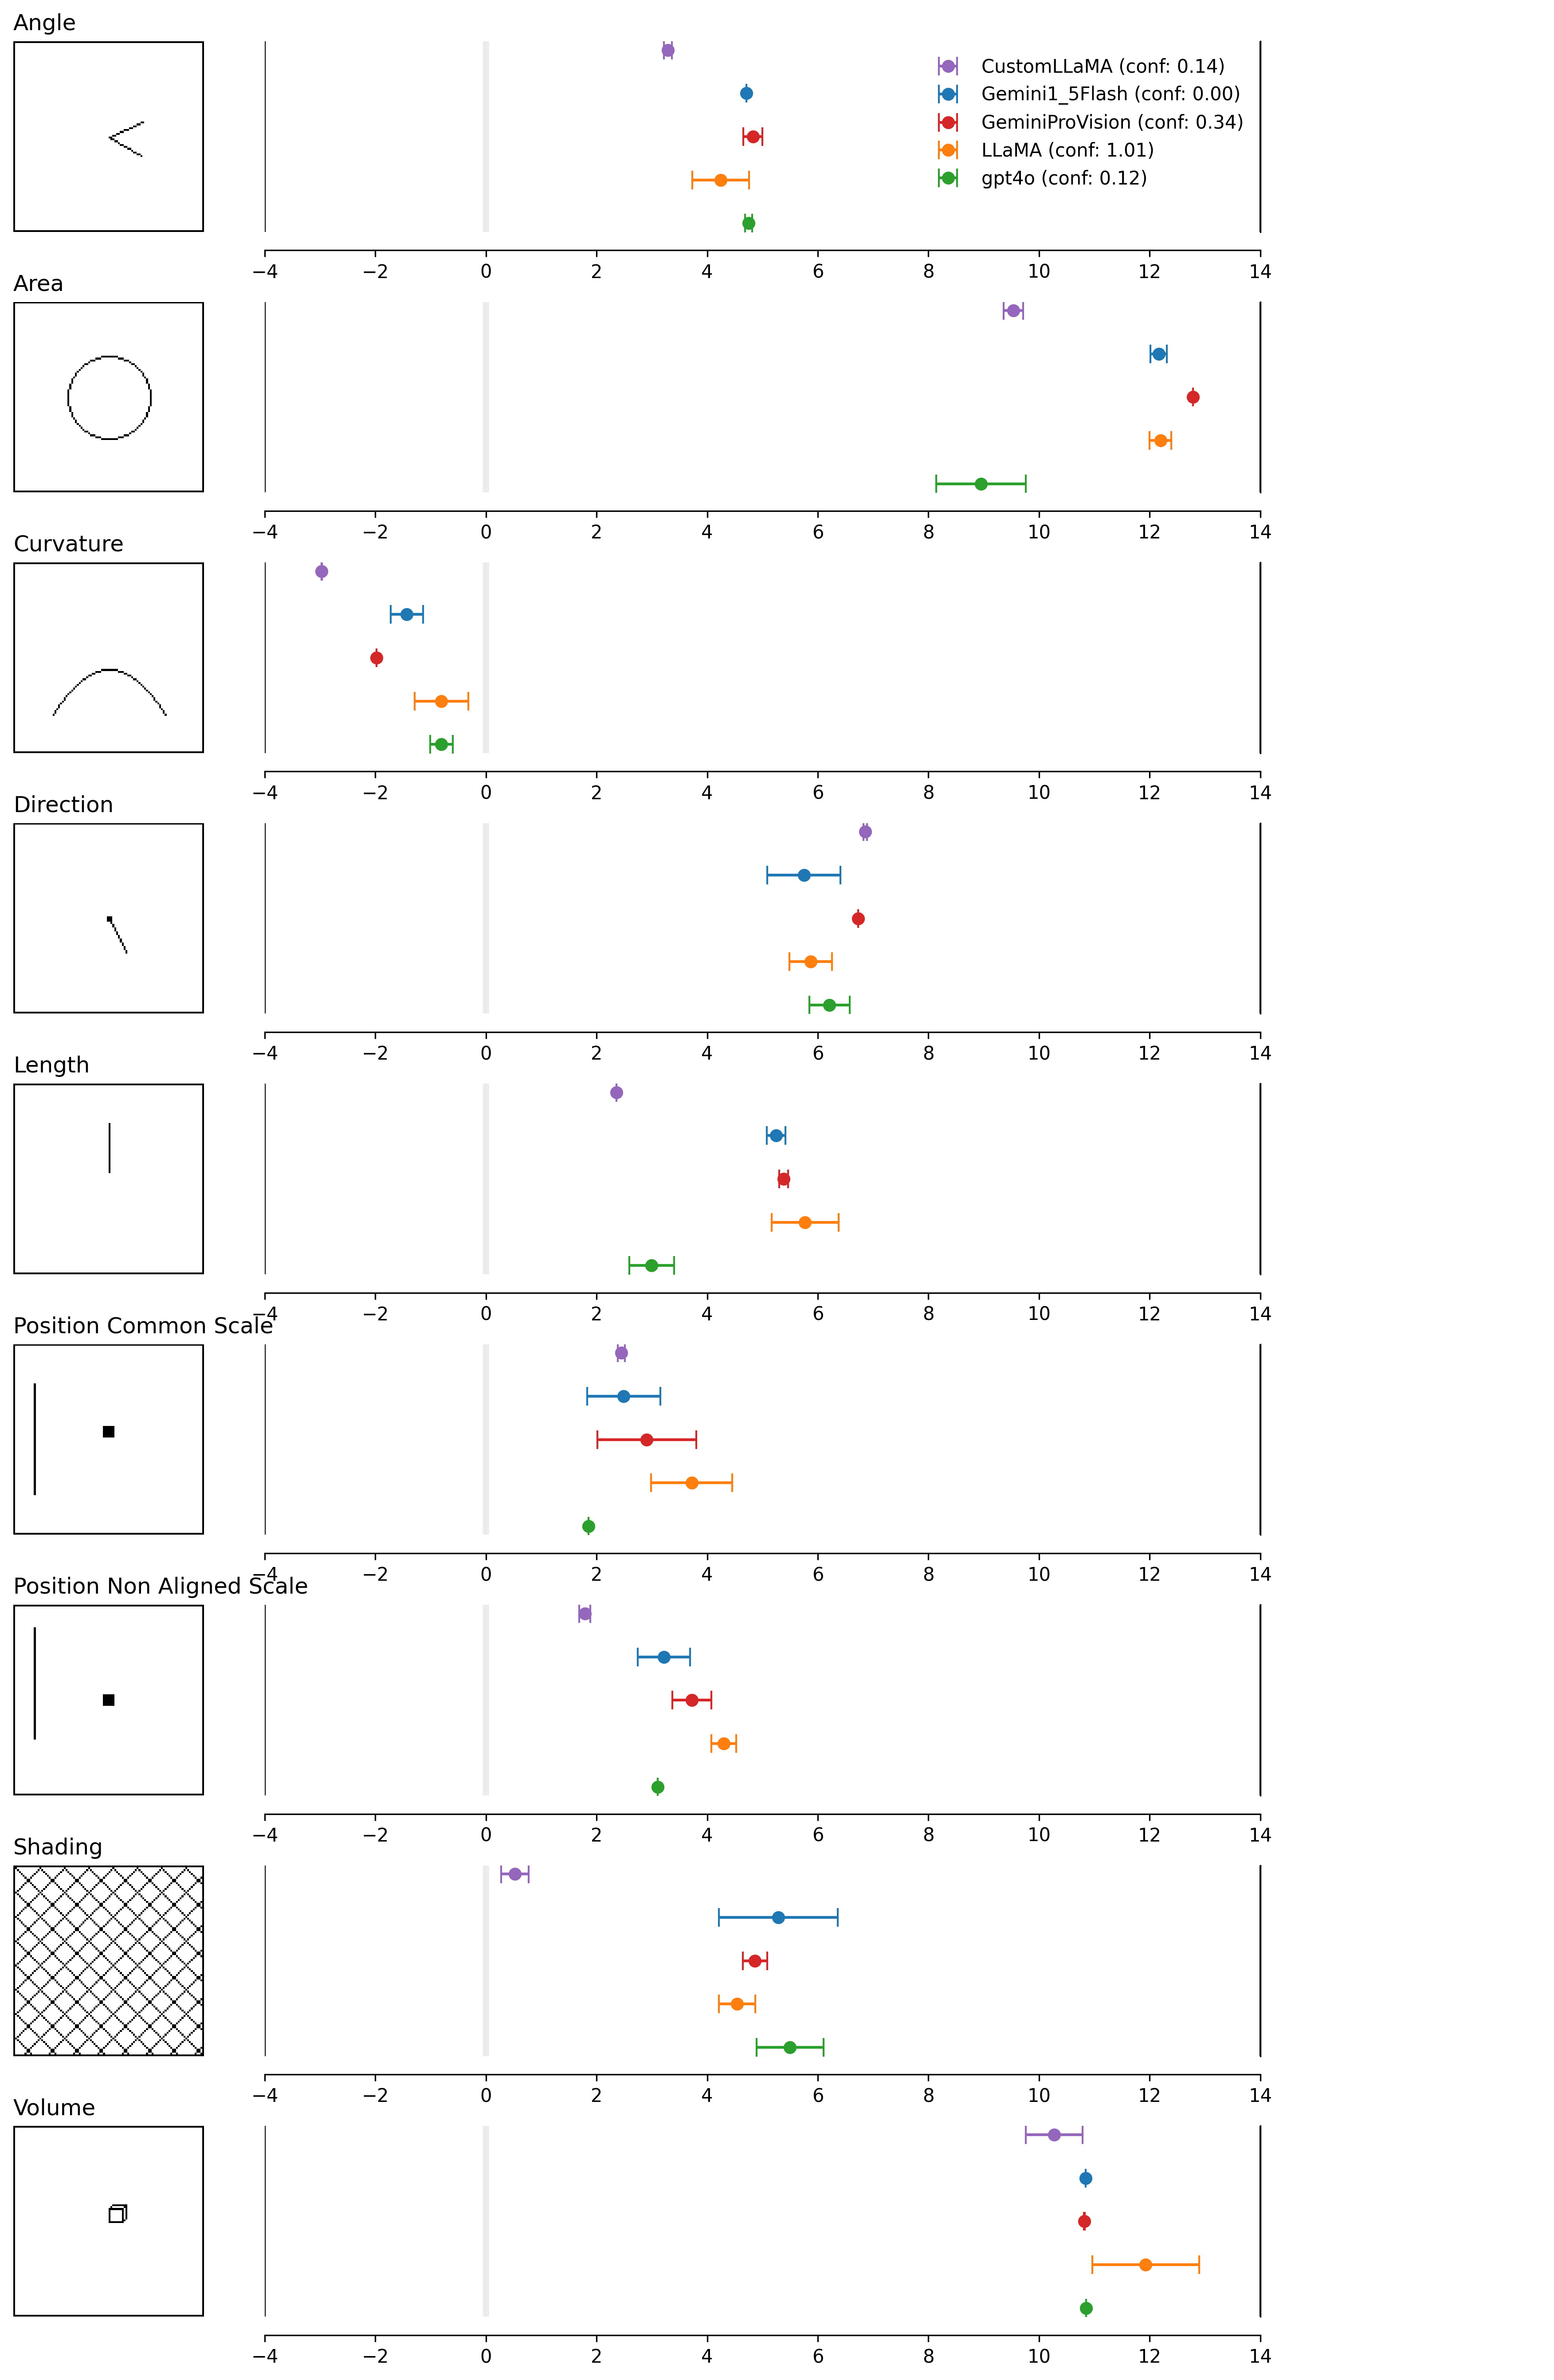 Angle
CustomLLaMA (conf: 0.14)
Gemini1_5Flash (conf: 0.00)
GeminiProVision (conf: 0.34)
LLaMA (conf: 1.01)
gpt4o (conf: 0.12)
−4 −2 0 2 4 6 8 10 12 14
Area
−4 −2 0 2 4 6 8 10 12 14
Curvature
−4 −2 0 2 4 6 8 10 12 14
Direction
−4 −2 0 2 4 6 8 10 12 14
Length
−4 −2 0 2 4 6 8 10 12 14
Position Common Scale
−4 −2 0 2 4 6 8 10 12 14
Position Non Aligned Scale
−4 −2 0 2 4 6 8 10 12 14
Shading
−4 −2 0 2 4 6 8 10 12 14
Volume
−4 −2 0 2 4 6 8 10 12 14